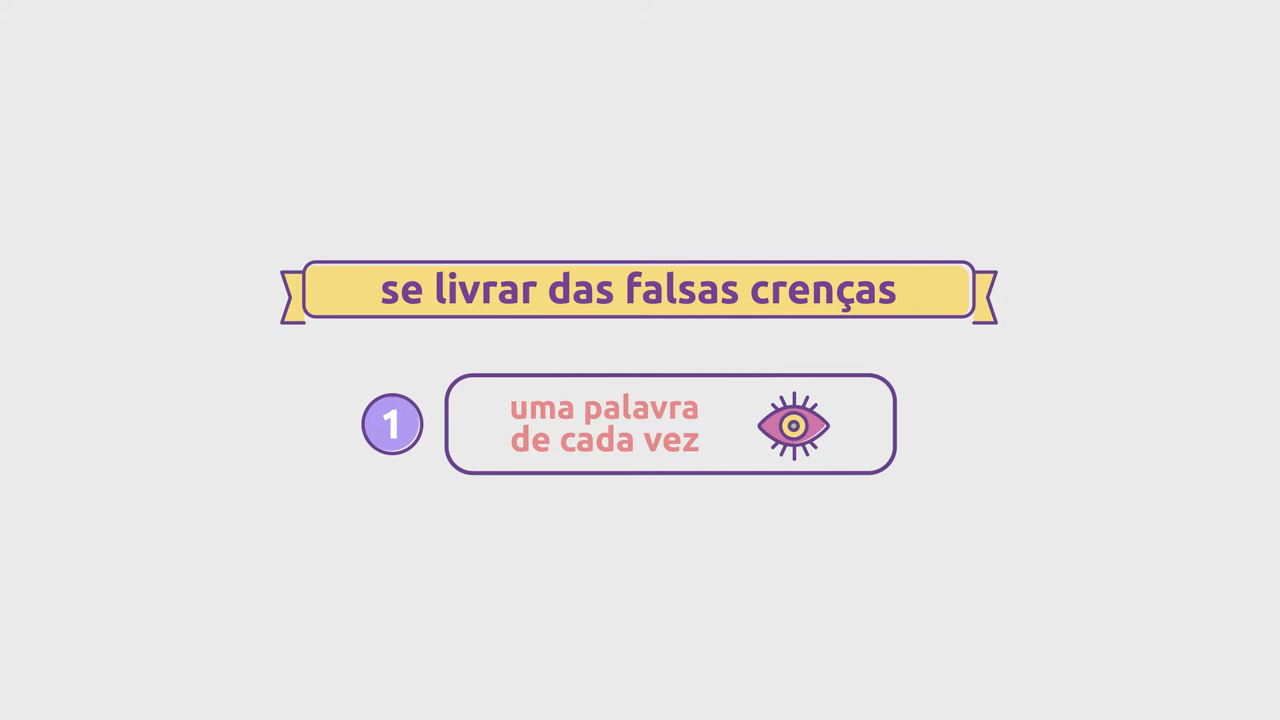 se livrar das falsas crenças
1
uma palavra
de cada vez